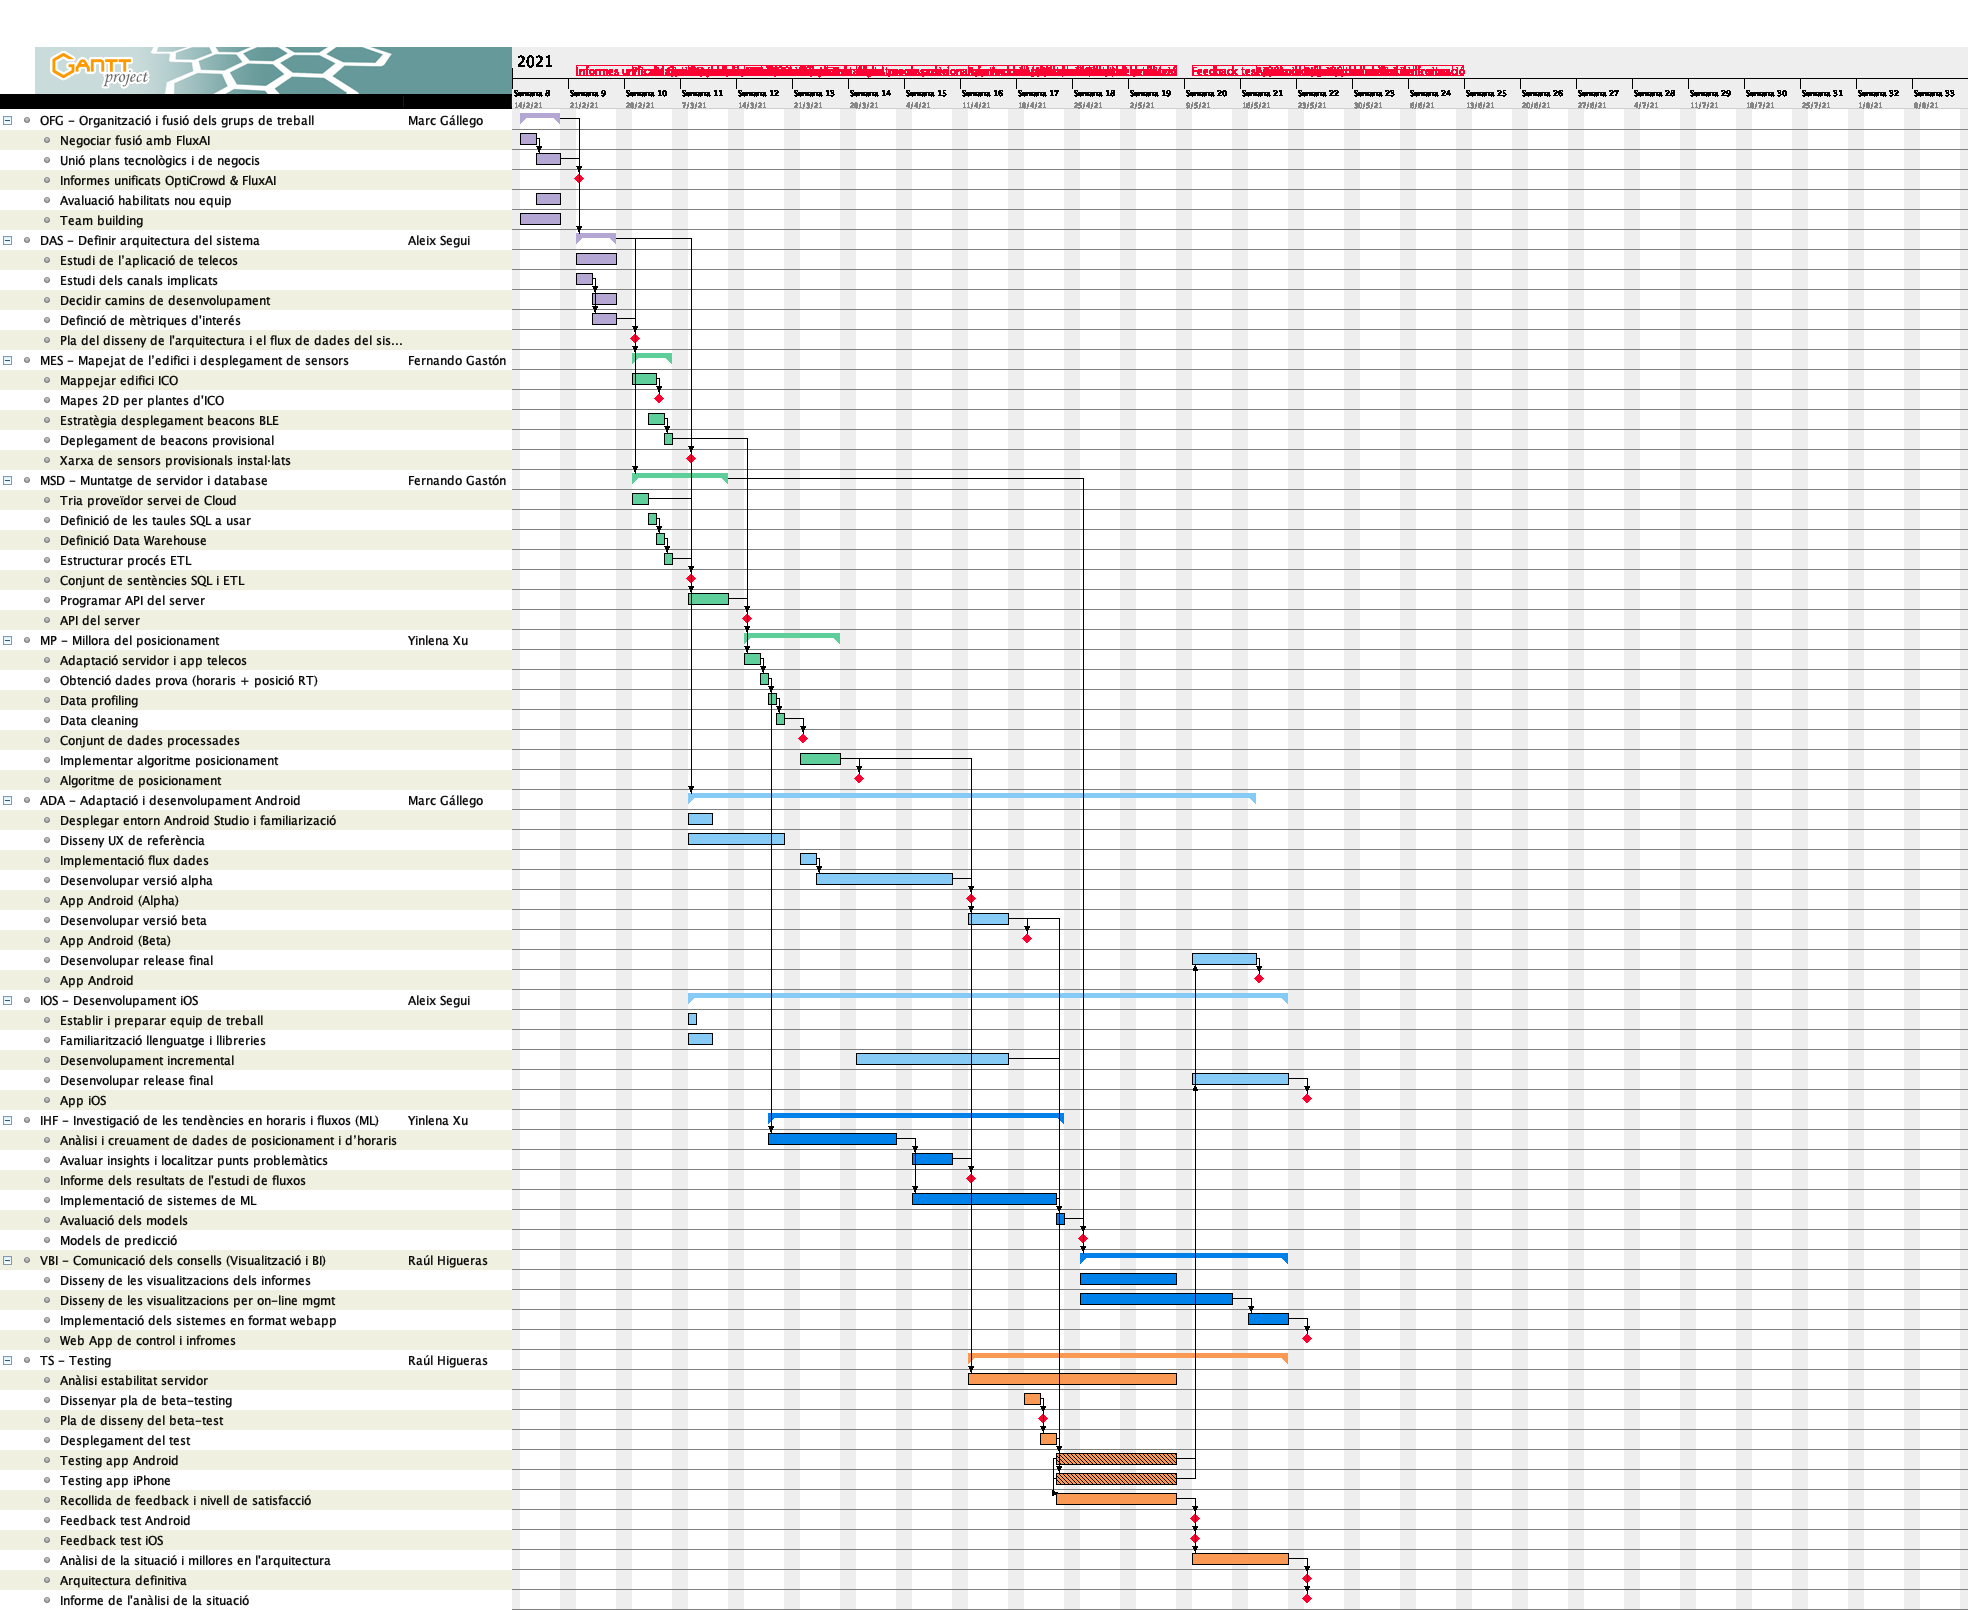 GANTT project
2021
Semana 8 Semana 9 Semana 10 Semana 11 Semana 12 Semana 13 Semana 14 Semana 15 Semana 16 Semana 17 Semana 18 Semana 19 Semana 20 Semana 21 Semana 22 Semana 23 Semana 24 Semana 25 Semana 26 Semana 27 Semana 28 Semana 29 Semana 30 Semana 31 Semana 32 Semana 33
14/2/21 21/2/21 28/2/21 7/3/21 14/3/21 21/3/21 28/3/21 4/4/21 11/4/21 18/4/21 25/4/21 2/5/21 9/5/21 16/5/21 23/5/21 30/5/21 6/6/21 13/6/21 20/6/21 27/6/21 4/7/21 11/7/21 18/7/21 25/7/21 1/8/21 8/8/21
OFG – Organització i fusió dels grups de treball Marc Gállego
Negociar fusió amb FluxAI
Unió plans tecnològics i de negocis
Informes unificats OptiCrowd & FluxAI
Avaluació habilitats nou equip
Team building
DAS – Definir arquitectura del sistema Aleix Segui
Estudi de l'aplicació de telecos
Estudi dels canals implicats
Decidir camins de desenvolupament
Definció de mètriques d'interés
Pla del disseny de l'arquitectura i el flux de dades del sis...
MES – Mapejat de l'edifici i desplegament de sensors Fernando Gastón
Mappejar edifici ICO
Mapes 2D per plantes d'ICO
Estratègia desplegament beacons BLE
Deplegament de beacons provisional
Xarxa de sensors provisionals instal·lats
MSD – Muntatge de servidor i database Fernando Gastón
Tria proveïdor servei de Cloud
Definició de les taules SQL a usar
Definició Data Warehouse
Estructurar procés ETL
Conjunt de sentències SQL i ETL
Programar API del server
API del server
MP – Millora del posicionament Yinlena Xu
Adaptació servidor i app telecos
Obtenció dades prova (horaris + posició RT)
Data profiling
Data cleaning
Conjunt de dades processades
Implementar algoritme posicionament
Algoritme de posicionament
ADA – Adaptació i desenvolupament Android Marc Gállego
Desplegar entorn Android Studio i familiarizació
Disseny UX de referència
Implementació flux dades
Desenvolupar versió alpha
App Android (Alpha)
Desenvolupar versió beta
App Android (Beta)
Desenvolupar release final
App Android
IOS – Desenvolupament iOS Aleix Segui
Establir i preparar equip de treball
Familiarització llenguatge i llibreries
Desenvolupament incremental
Desenvolupar release final
App iOS
IHF – Investigació de les tendències en horaris i fluxos (ML) Yinlena Xu
Anàlisi i creuament de dades de posicionament i d'horaris
Avaluar insights i localitzar punts problemàtics
Informe dels resultats de l'estudi de fluxos
Implementació de sistemes de ML
Avaluació dels models
Models de predicció
VBI – Comunicació dels consells (Visualització i BI) Raúl Higueras
Disseny de les visualitzacions dels informes
Disseny de les visualitzacions per on-line mgmt
Implementació dels sistemes en format webapp
Web App de control i infromes
TS – Testing Raúl Higueras
Anàlisi estabilitat servidor
Dissenyar pla de beta-testing
Pla de disseny del beta-test
Desplegament del test
Testing app Android
Testing app iPhone
Recollida de feedback i nivell de satisfacció
Feedback test Android
Feedback test iOS
Anàlisi de la situació i millores en l'arquitectura
Arquitectura definitiva
Informe de l'anàlisi de la situació